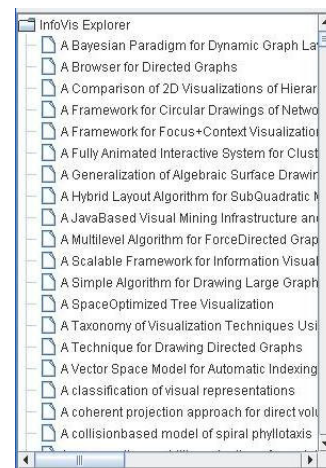 InfoVis Explorer
A Bayesian Paradigm for Dynamic Graph La
A Browser for Directed Graphs
A Comparison of 2D Visualizations of Hierar
A Framework for Circular Drawings of Netwo
A Framework for Focus+Context Visualization
A Fully Animated Interactive System for Clust
A Generalization of Algebraic Surface Drawin
A Hybrid Layout Algorithm for SubQuadratic M
A JavaBased Visual Mining Infrastructure and
A Multilevel Algorithm for ForceDirected Grap
A Scalable Framework for Information Visual
A Simple Algorithm for Drawing Large Graph
A SpaceOptimized Tree Visualization
A Taxonomy of Visualization Techniques Usi
A Technique for Drawing Directed Graphs
A Vector Space Model for Automatic Indexing
A classification of visual representations
A coherent projection approach for direct volu
A collisionbased model of spiral phyllotaxis